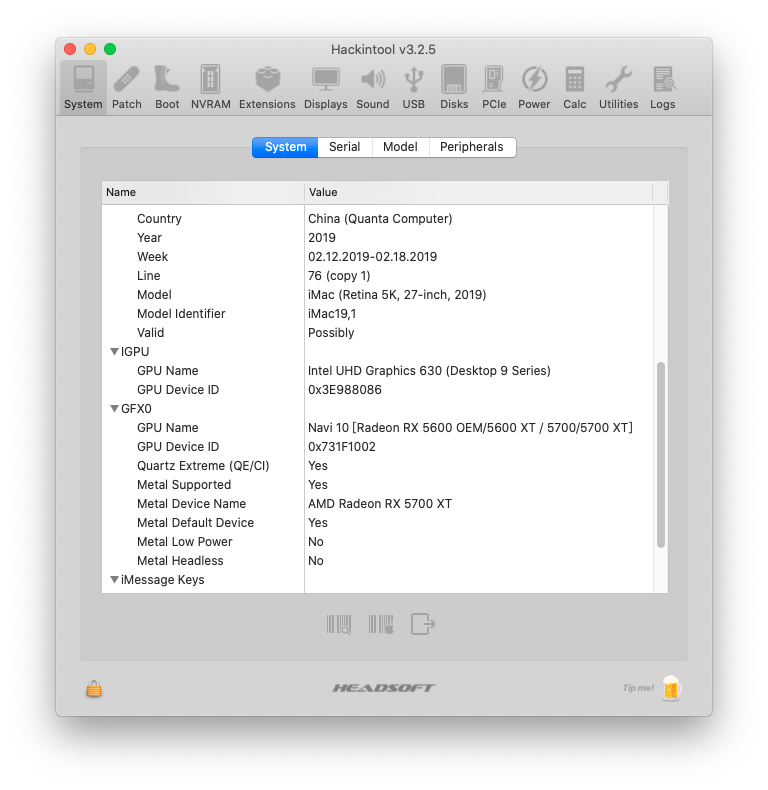 Hackintool v3.2.5
System Patch Boot NVRAM Extensions Displays Sound USB Disks PCIe Power Calc Utilities Logs
System Serial Model Peripherals
Name Value
Country China (Quanta Computer)
Year 2019
Week 02.12.2019-02.18.2019
Line 76 (copy 1)
Model iMac (Retina 5K, 27-inch, 2019)
Model Identifier iMac19,1
Valid Possibly
IGPU
GPU Name Intel UHD Graphics 630 (Desktop 9 Series)
GPU Device ID 0x3E988086
GFX0
GPU Name Navi 10 [Radeon RX 5600 OEM/5600 XT / 5700/5700 XT]
GPU Device ID 0x731F1002
Quartz Extreme (QE/CI) Yes
Metal Supported Yes
Metal Device Name AMD Radeon RX 5700 XT
Metal Default Device Yes
Metal Low Power No
Metal Headless No
iMessage Keys
HEADSOFT Tip me!